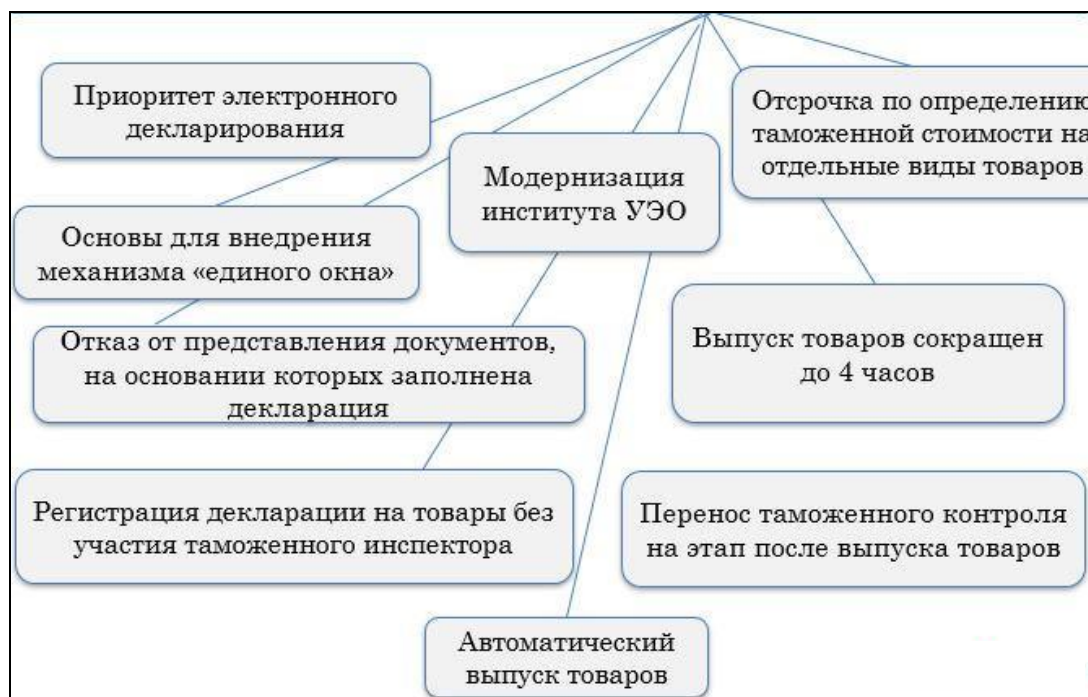 Приоритет электронного
декларирования
Отсрочка по определению
таможенной стоимости на
отдельные виды товаров
Модернизация
института УЭО
Основы для внедрения
механизма «единого окна»
Выпуск товаров сокращен
до 4 часов
Отказ от представления документов,
на основании которых заполнена
декларация
Регистрация декларации на товары без
участия таможенного инспектора
Перенос таможенного контроля
на этап после выпуска товаров
Автоматический
выпуск товаров